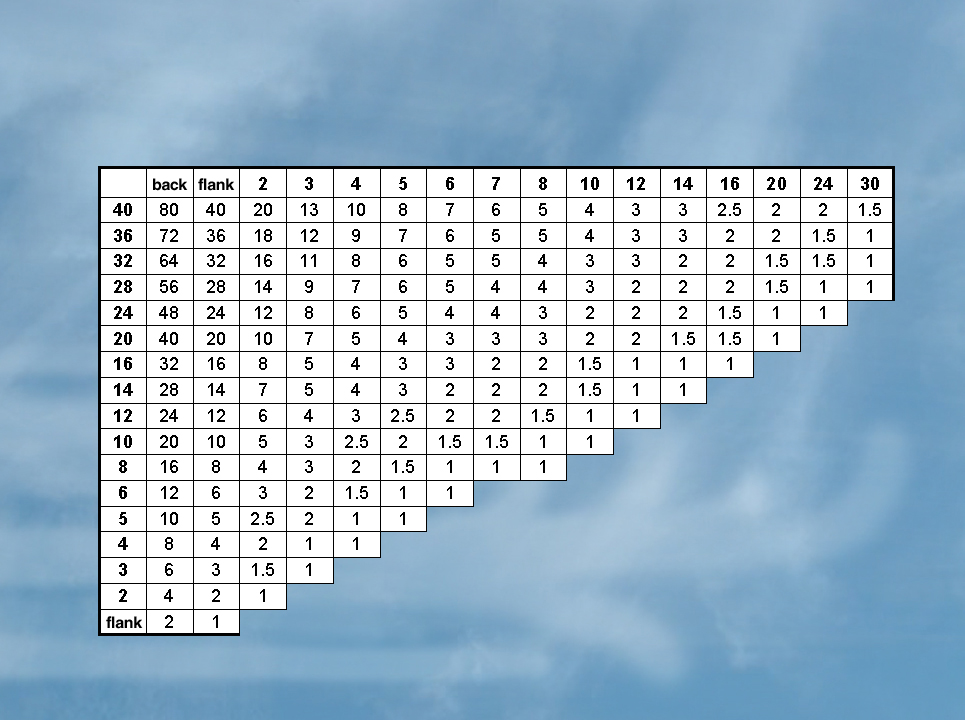 back flank 2 3 4 5 6 7 8 10 12 14 16 20 24 30
40 80 40 20 13 10 8 7 6 5 4 3 3 2.5 2 2 1.5
36 72 36 18 12 9 7 6 5 5 4 3 3 2 2 1.5 1
32 64 32 16 11 8 6 5 5 4 3 3 2 2 1.5 1.5 1
28 56 28 14 9 7 6 5 4 4 3 2 2 2 1.5 1 1
24 48 24 12 8 6 5 4 4 3 2 2 2 1.5 1 1
20 40 20 10 7 5 4 3 3 3 2 2 1.5 1.5 1
16 32 16 8 5 4 3 3 2 2 1.5 1 1 1
14 28 14 7 5 4 3 2 2 2 1.5 1 1
12 24 12 6 4 3 2.5 2 2 1.5 1 1
10 20 10 5 3 2.5 2 1.5 1.5 1 1
8 16 8 4 3 2 1.5 1 1 1
6 12 6 3 2 1.5 1 1
5 10 5 2.5 2 1 1
4 8 4 2 1 1
3 6 3 1.5 1
2 4 2 1
flank 2 1